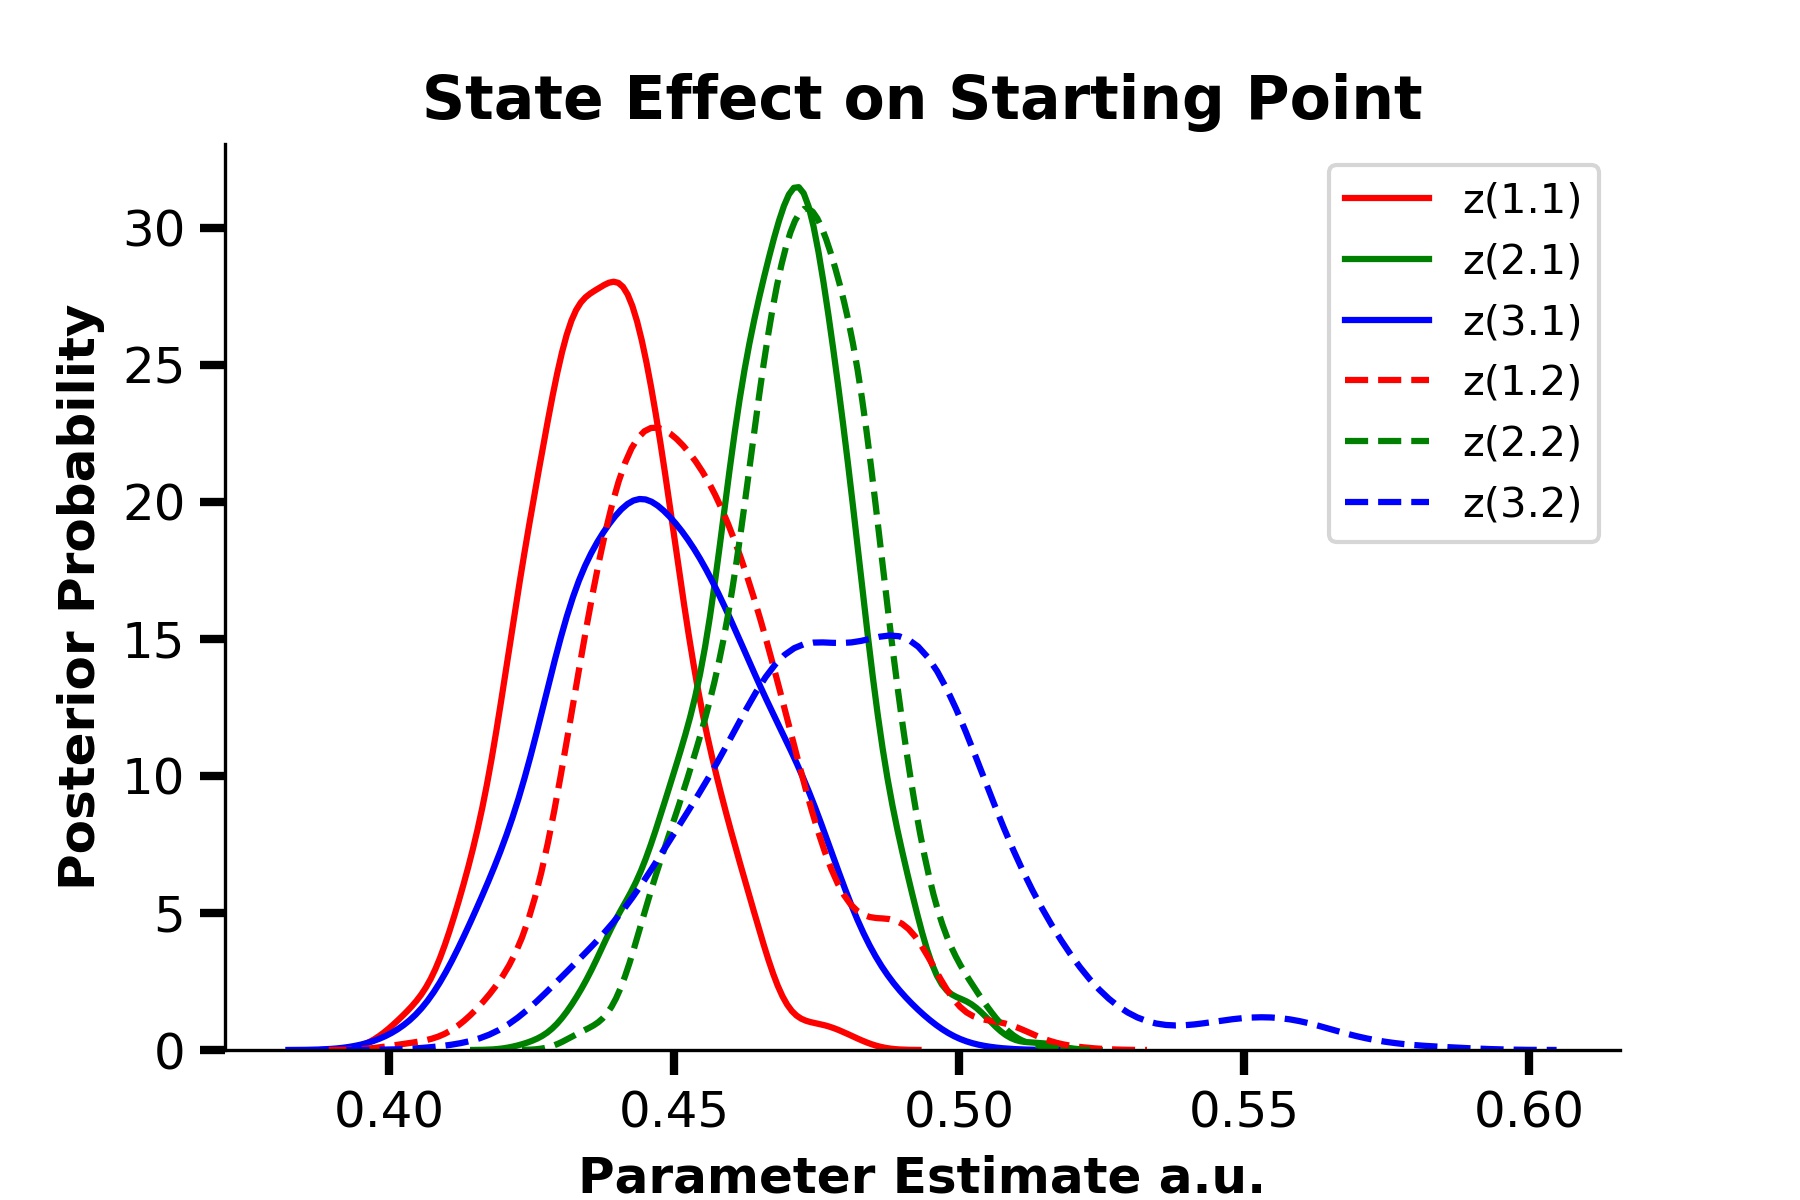 State Effect on Starting Point
Posterior Probability
30
25
20
15
10
5
0
z(1.1)
z(2.1)
z(3.1)
z(1.2)
z(2.2)
z(3.2)
0.40 0.45 0.50 0.55 0.60
Parameter Estimate a.u.